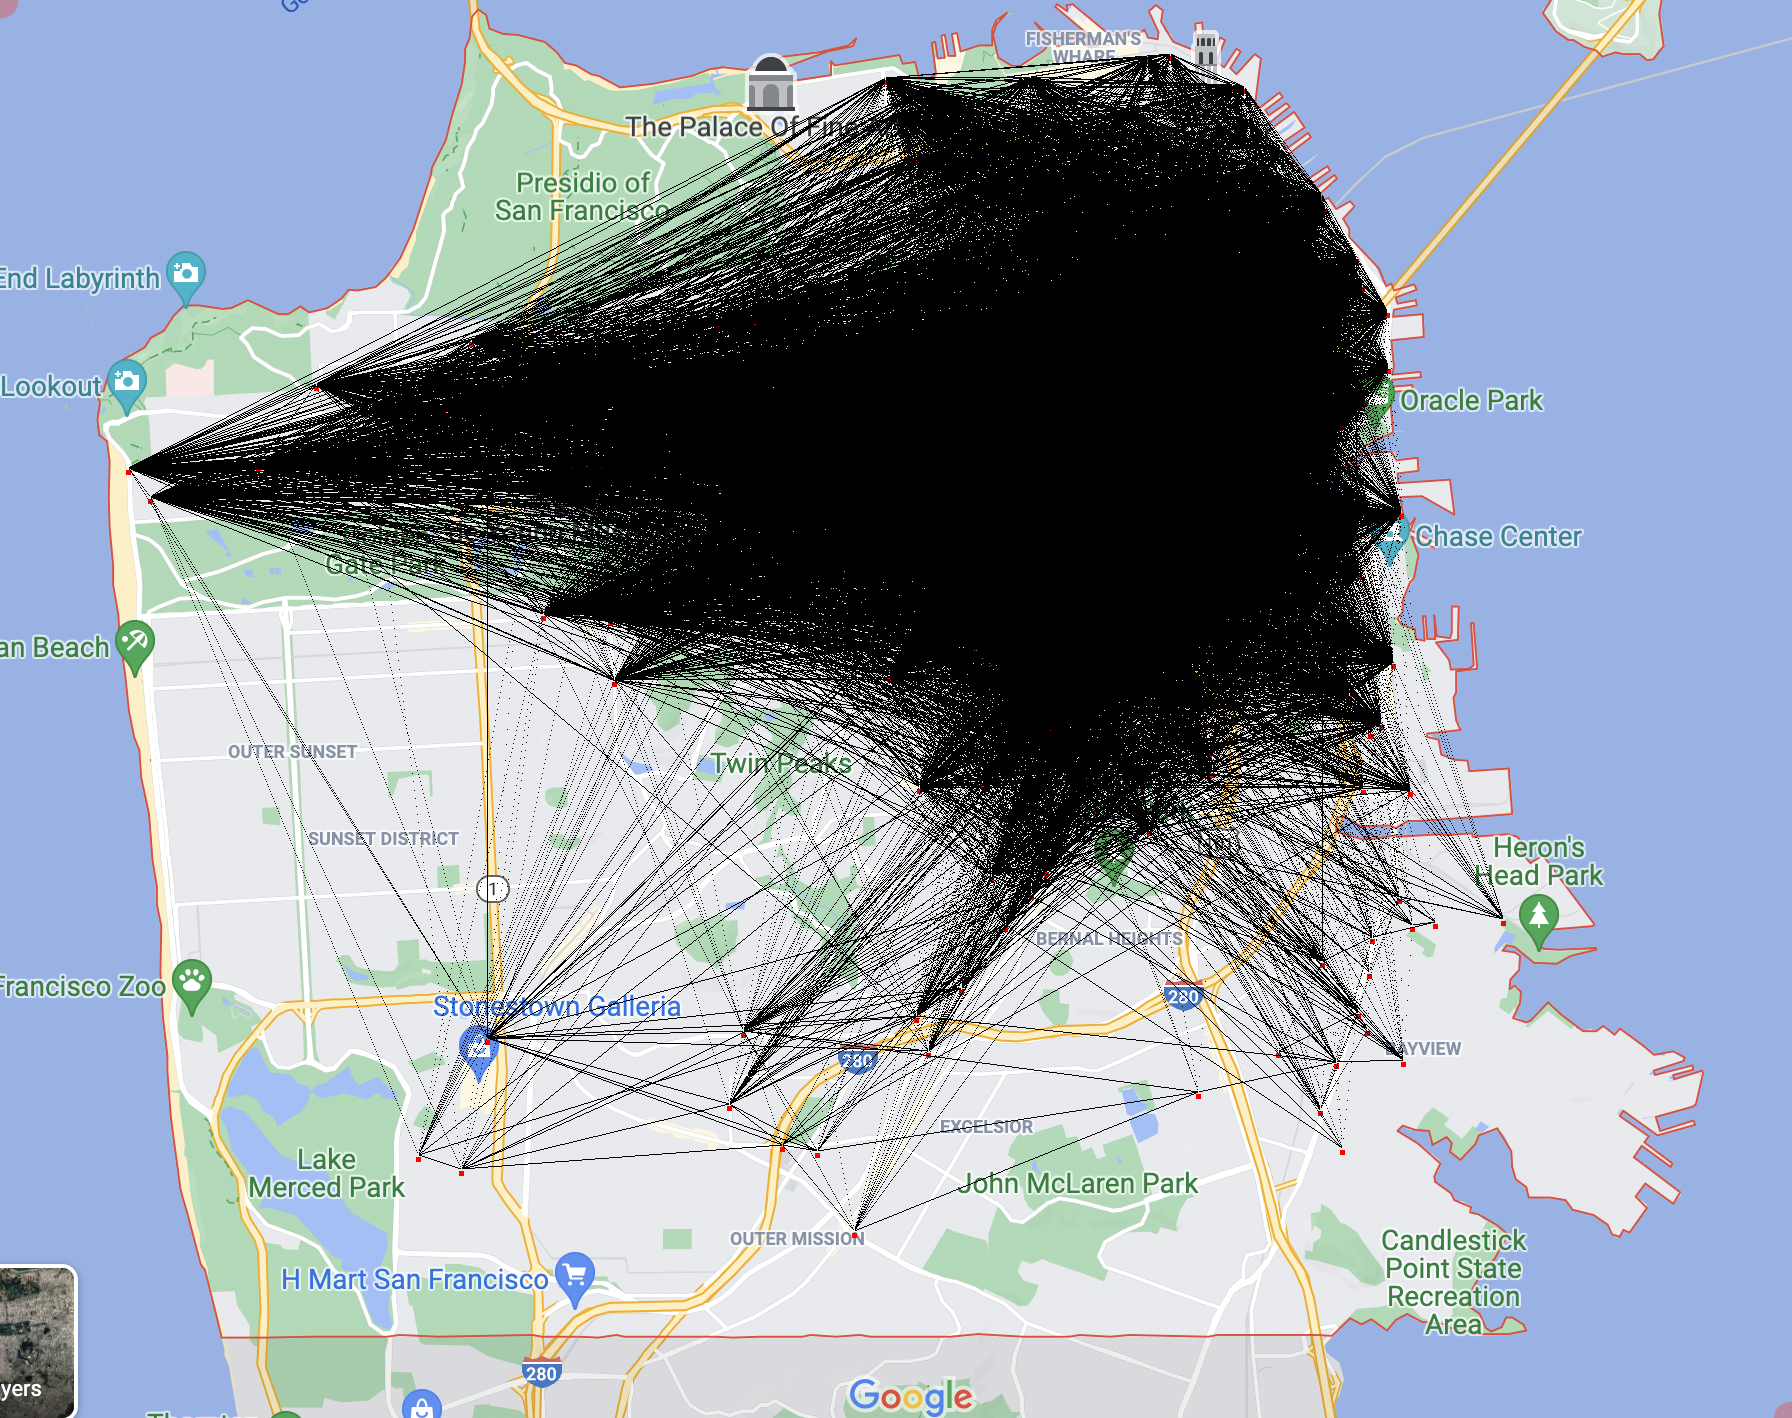 Go
FISHERMAN'S
WHARF
The Palace Of Fine
Presidio of
San Francisco
End Labyrinth
Lookout
Oracle Park
Chase Center
Gate Park
an Beach
OUTER SUNSET
Twin Peaks
SUNSET DISTRICT
1
Heron's
Head Park
BERNAL HEIGHTS
Francisco Zoo
280
Stonestown Galleria
280
BAYVIEW
EXCELSIOR
Lake
Merced Park
John McLaren Park
OUTER MISSION
Candlestick
Point State
Recreation
Area
H Mart San Francisco
280
yers
Google